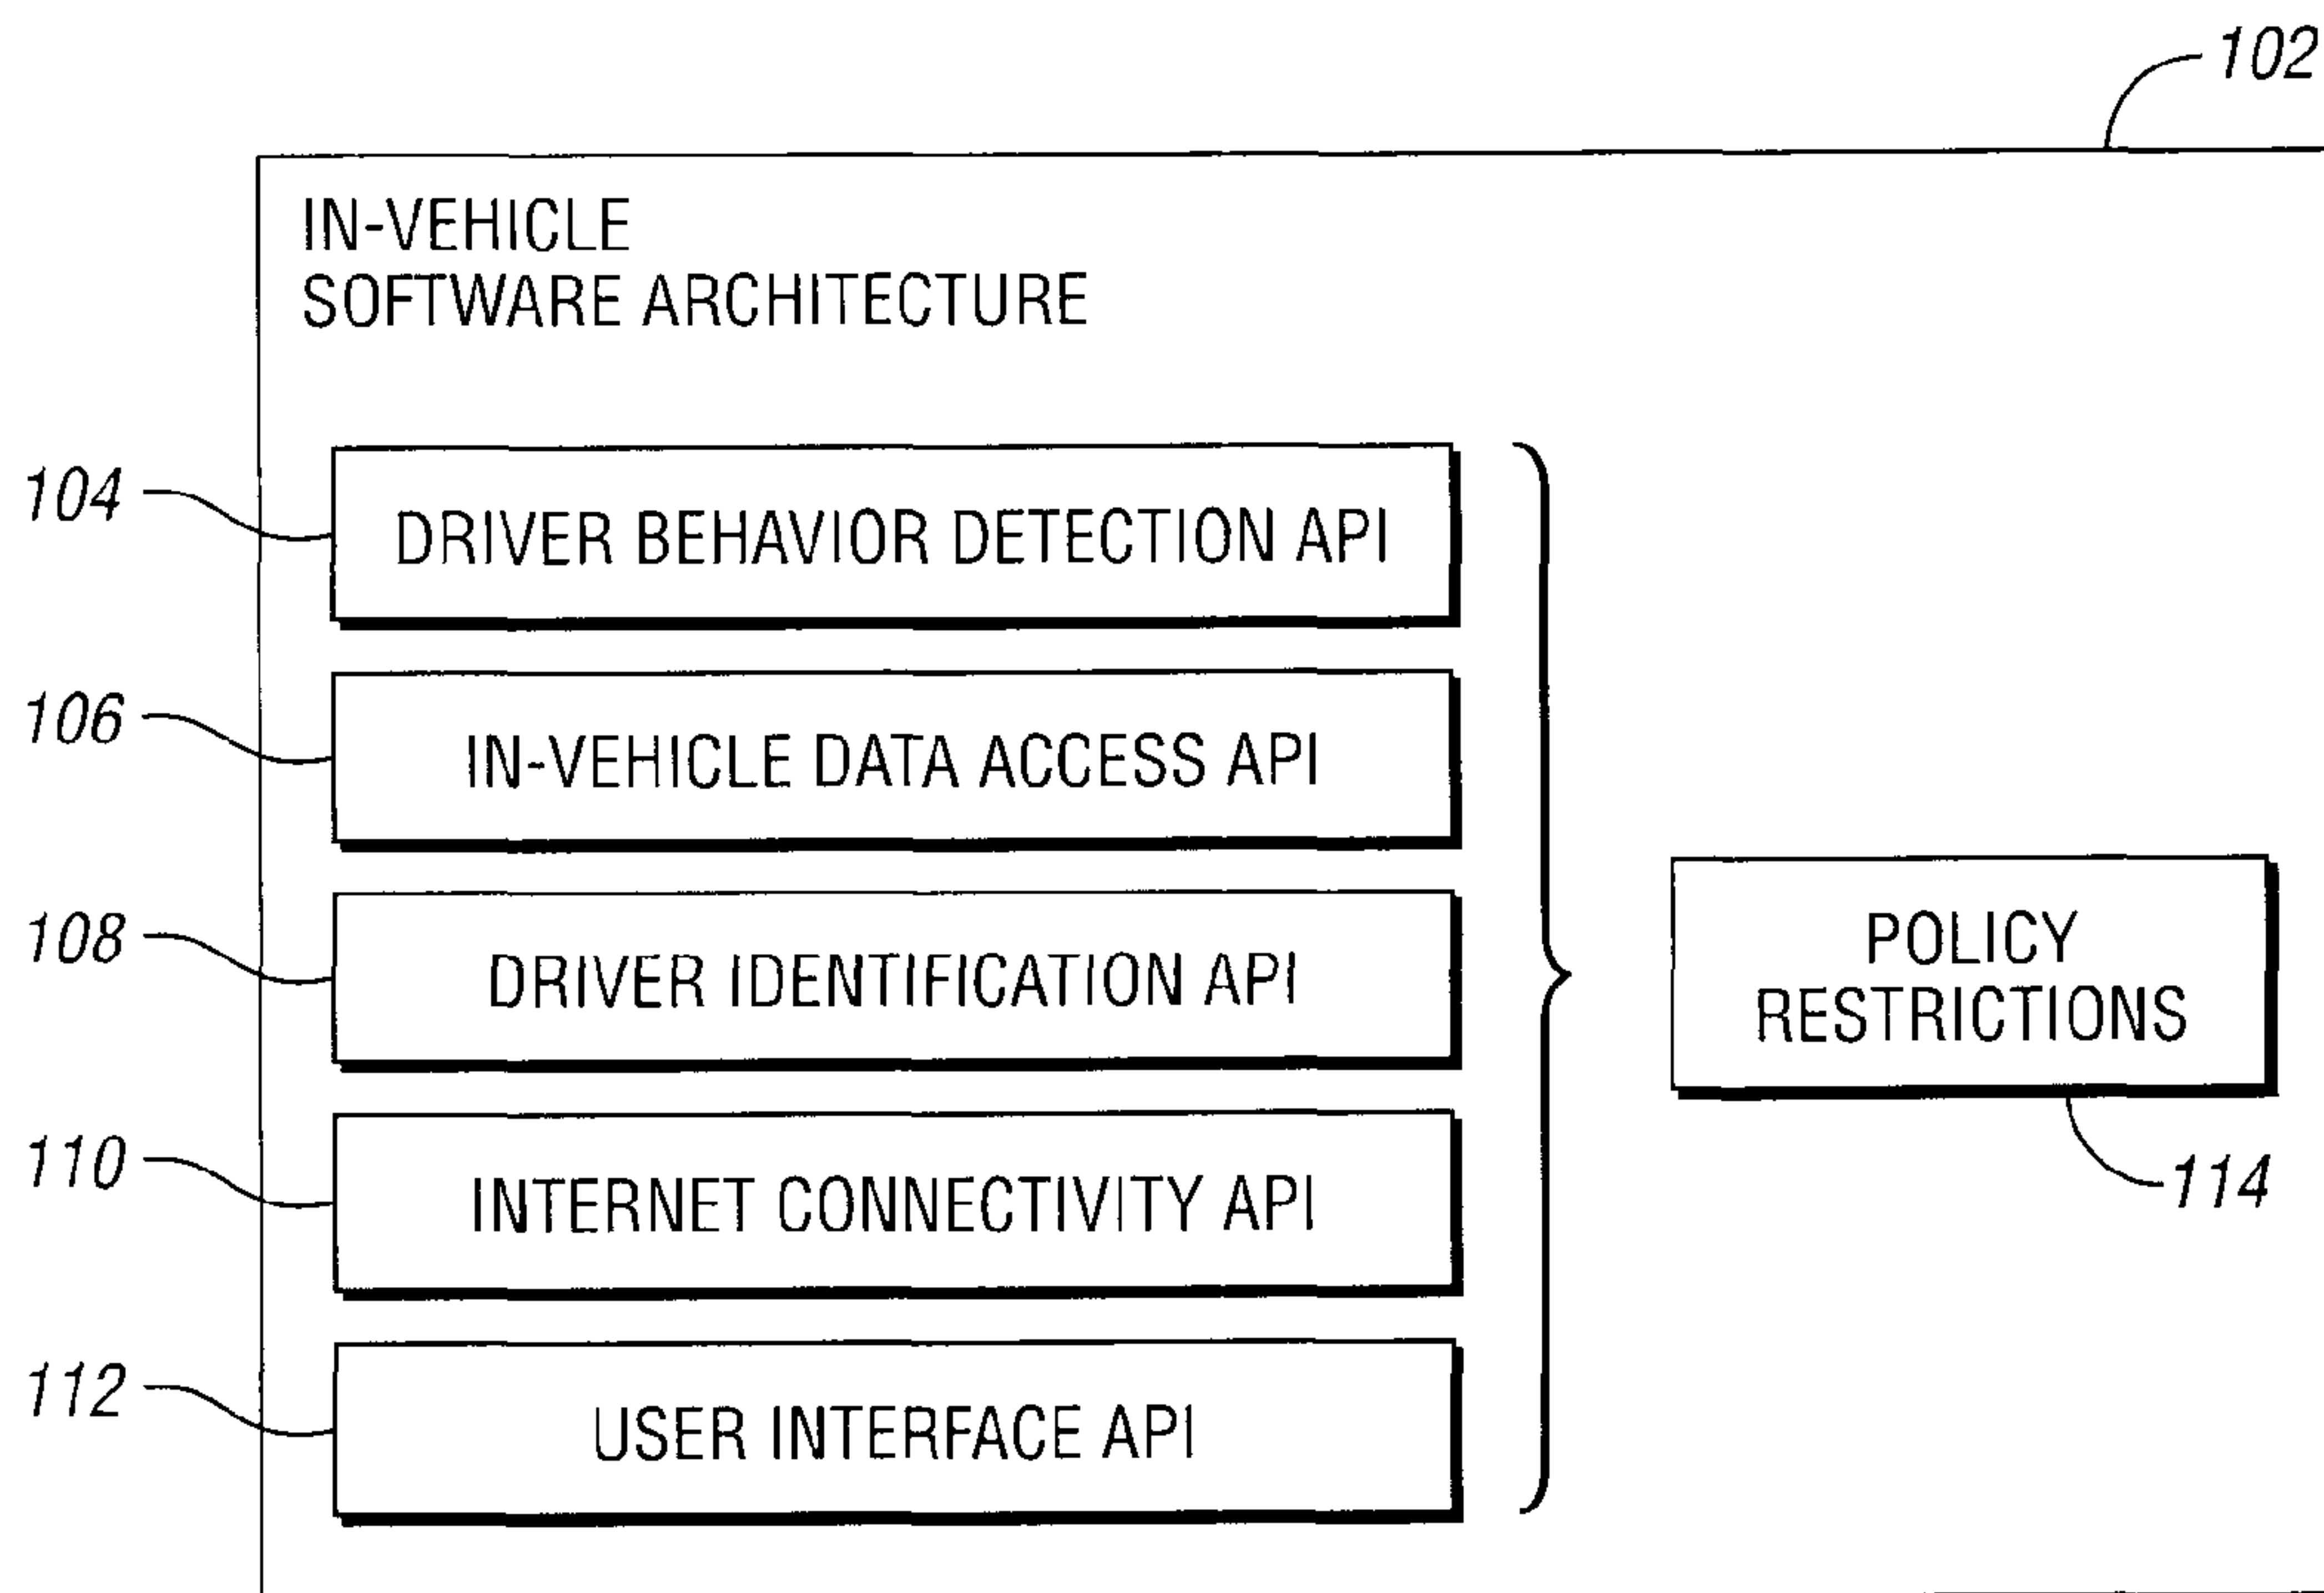 102
IN-VEHICLE
SOFTWARE ARCHITECTURE
104
DRIVER BEHAVIOR DETECTION API
106
IN-VEHICLE DATA ACCESS API
108
DRIVER IDENTIFICATION API
POLICY
RESTRICTIONS
110
INTERNET CONNECTIVITY API
114
112
USER INTERFACE API